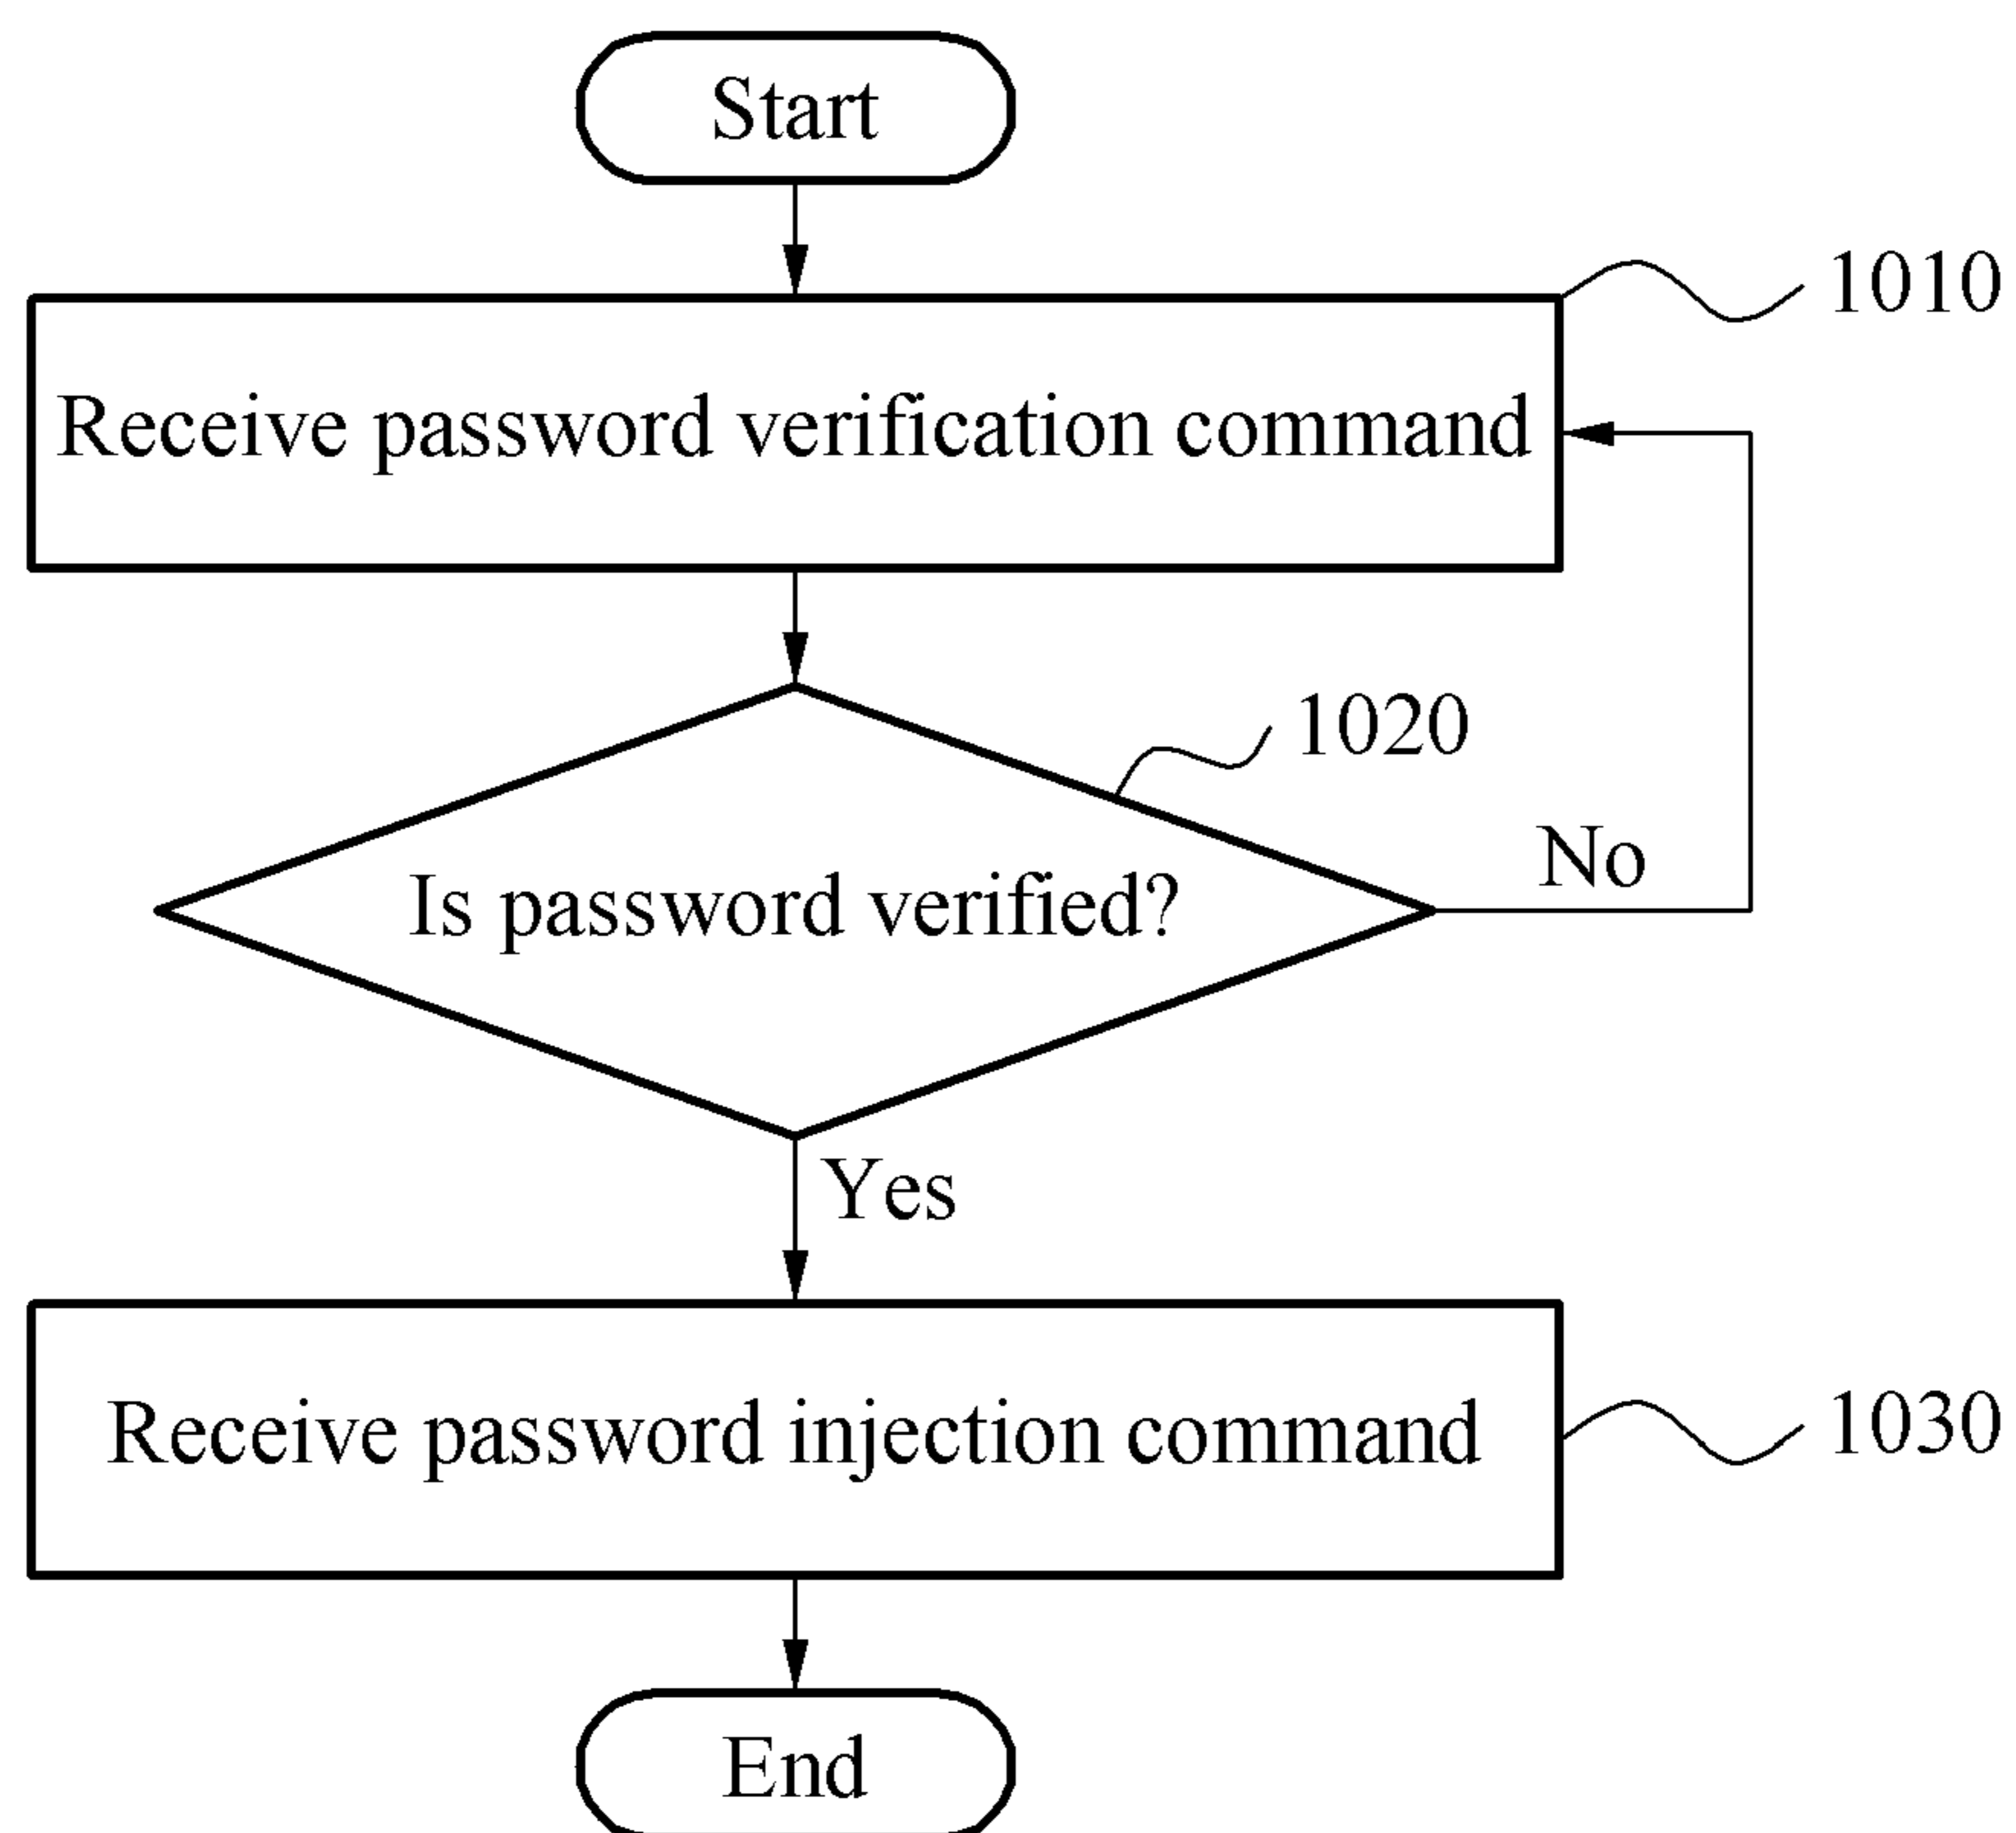 Start
1010
Receive password verification command
1020
No
Is password verified?
Yes
Receive password injection command
1030
End